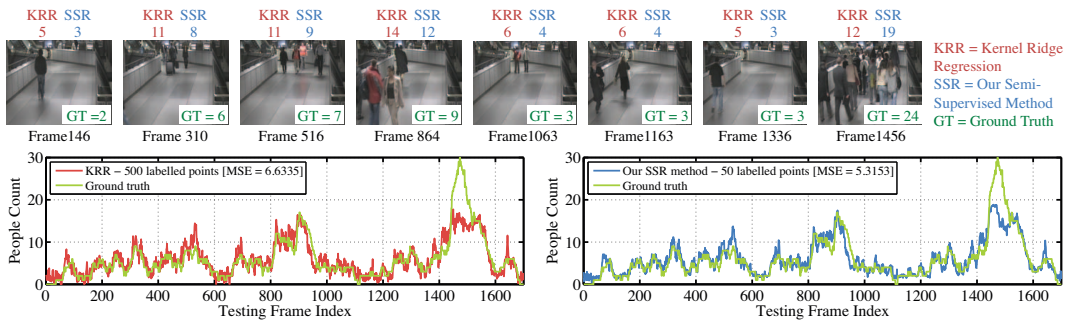 KRR SSR KRR SSR KRR SSR KRR SSR KRR SSR KRR SSR KRR SSR KRR SSR
5 3 11 8 11 9 14 12 6 4 6 4 5 3 12 19
KRR = Kernel Ridge
Regression
SSR = Our Semi-
Supervised Method
GT = Ground Truth
GT =2 GT = 6 GT = 7 GT = 9 GT = 3 GT = 3 GT = 3 GT = 24
Frame146 Frame 310 Frame 516 Frame 864 Frame1063 Frame1163 Frame 1336 Frame1456
People Count
30
20
10
0
KRR − 500 labelled points [MSE = 6.6335]
Ground truth
0 200 400 600 800 1000 1200 1400 1600
Testing Frame Index
People Count
30
20
10
0
Our SSR method − 50 labelled points [MSE = 5.3153]
Ground truth
0 200 400 600 800 1000 1200 1400 1600
Testing Frame Index